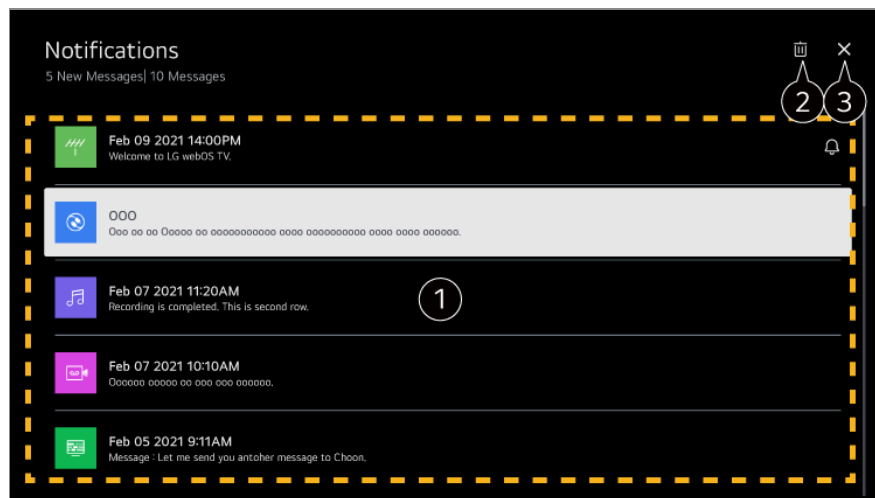 Notifications
5 New Messages| 10 Messages
2 3
Feb 09 2021 14:00PM
Welcome to LG webOS TV.
OOO
Ooo oo oo Ooooo oo ooooooooooo oooo oooooooooo oooo oooo oooooo.
Feb 07 2021 11:20AM
Recording is completed. This is second row.
1
Feb 07 2021 10:10AM
Oooooo ooooo oo ooo ooo oooooo.
Feb 05 2021 9:11AM
Message : Let me send you antoher message to Choon.